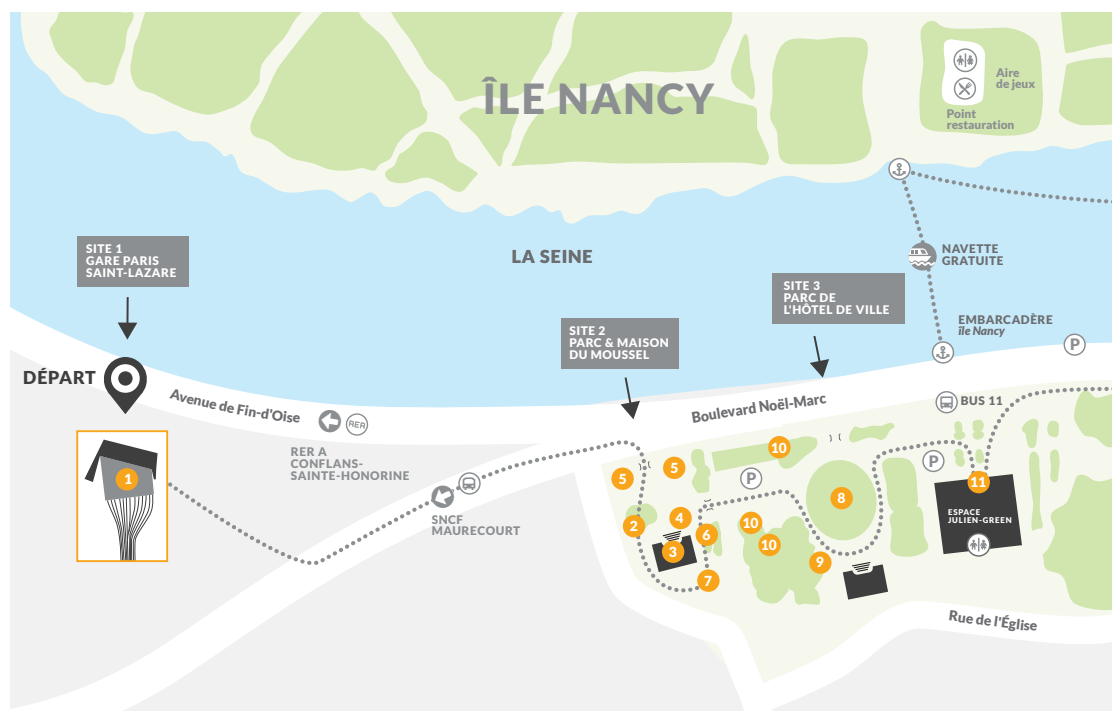 ÎLE NANCY
Aire
de jeux
Point
restauration
SITE 1
GARE PARIS
SAINT-LAZARE
LA SEINE
NAVETTE
GRATUITE
SITE 3
PARC DE
L'HÔTEL DE VILLE
SITE 2
PARC & MAISON
DU MOUSSEL
EMBARCADÈRE
île Nancy
P
DÉPART
Avenue de Fin-d'Oise
RER
Boulevard Noël-Marc
BUS 11
RER A
CONFLANS-
SAINTE-HONORINE
SNCF
MAURECOURT
1
5
5
10
P
P
2
4
6
3
7
10
10
8
9
11
ESPACE
JULIEN-GREEN
Rue de l'Église